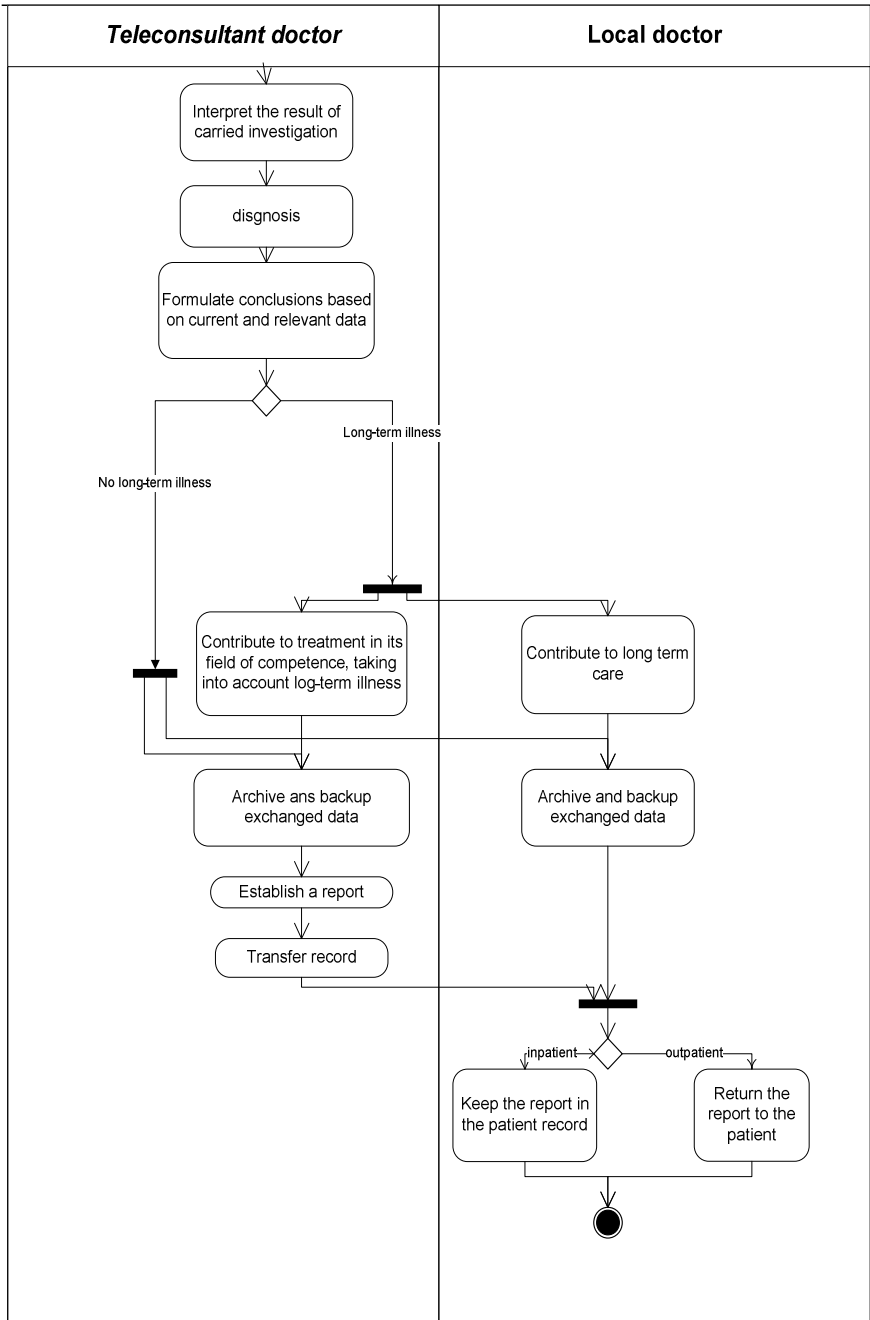 Teleconsultant doctor
Local doctor
Interpret the result of
carried investigation
disgnosis
Formulate conclusions based
on current and relevant data
Long-term illness
No long-term illness
Contribute to treatment in its
field of competence, taking
into account log-term illness
Contribute to long term
care
Archive ans backup
exchanged data
Archive and backup
exchanged data
Establish a report
Transfer record
inpatient
outpatient
Keep the report in
the patient record
Return the
report to the
patient